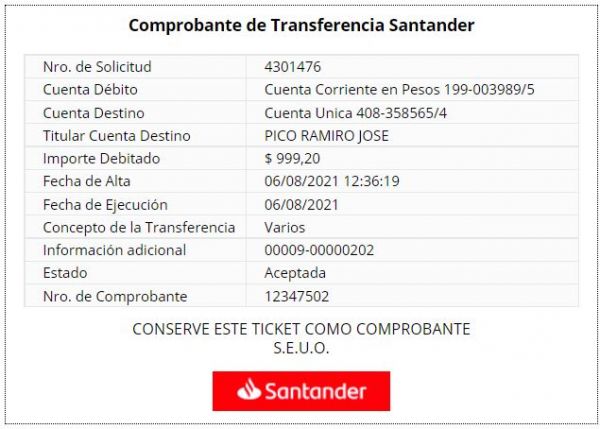 Comprobante de Transferencia Santander
Nro. de Solicitud 4301476
Cuenta Débito Cuenta Corriente en Pesos 199-003989/5
Cuenta Destino Cuenta Unica 408-358565/4
Titular Cuenta Destino PICO RAMIRO JOSE
Importe Debitado $ 999,20
Fecha de Alta 06/08/2021 12:36:19
Fecha de Ejecución 06/08/2021
Concepto de la Transferencia Varios
Información adicional 00009-00000202
Estado Aceptada
Nro. de Comprobante 12347502
CONSERVE ESTE TICKET COMO COMPROBANTE
S.E.U.O.
Santander